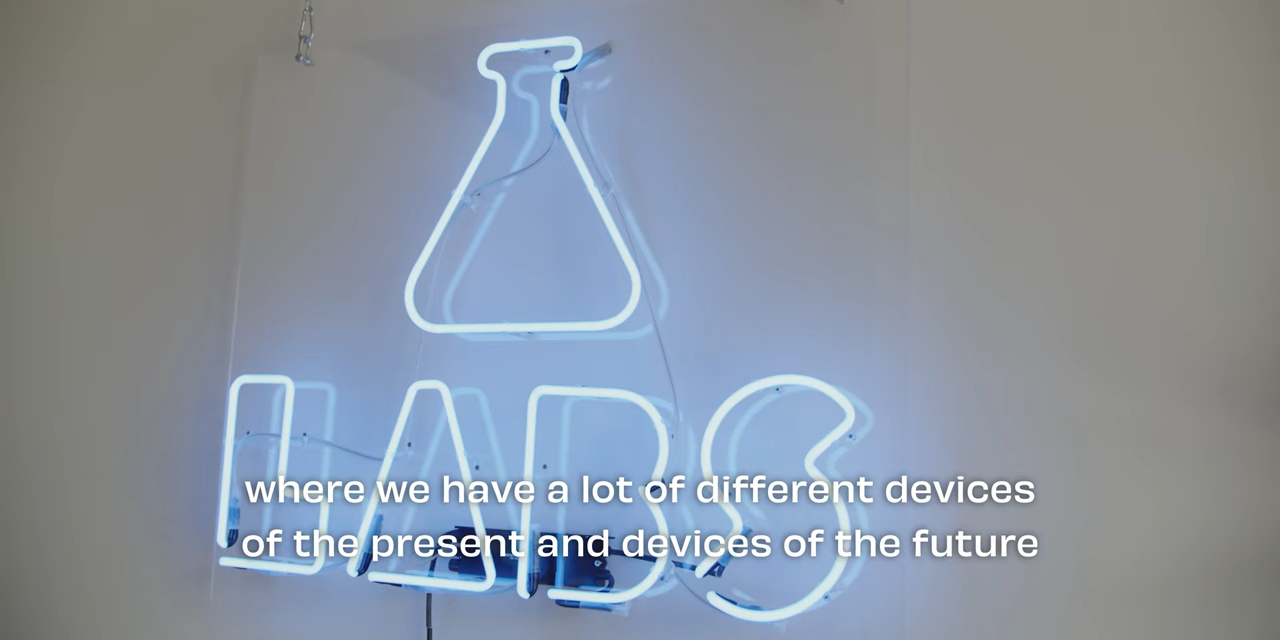 LABS
where we have a lot of different devices
of the present and devices of the future